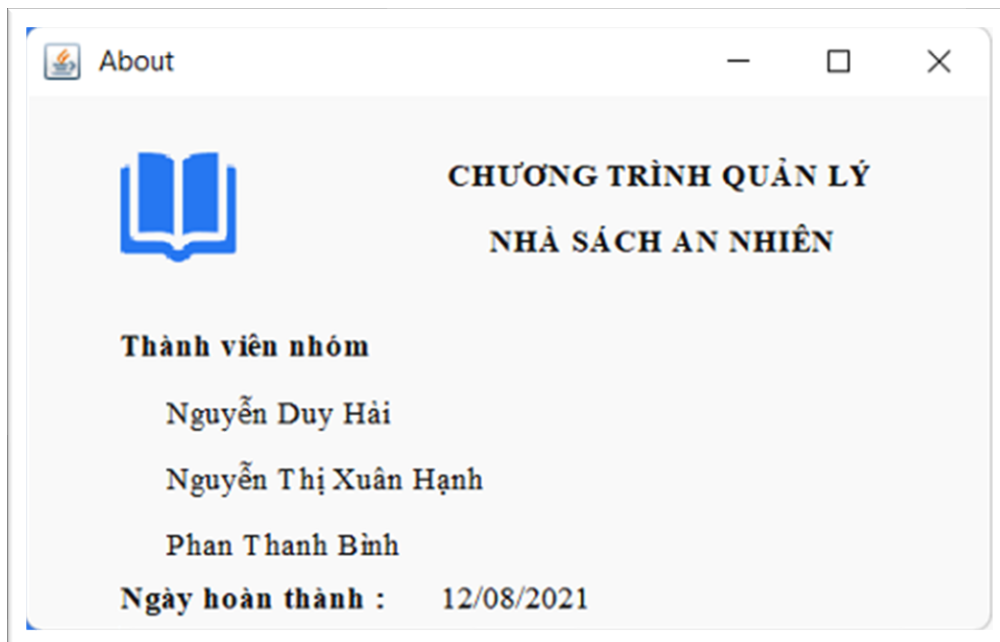 About
CHƯƠNG TRÌNH QUẢN LÝ
NHÀ SÁCH AN NHIÊN
Thành viên nhóm
Nguyễn Duy Hải
Nguyễn Thị Xuân Hạnh
Phan Thanh Bình
Ngày hoàn thành : 12/08/2021